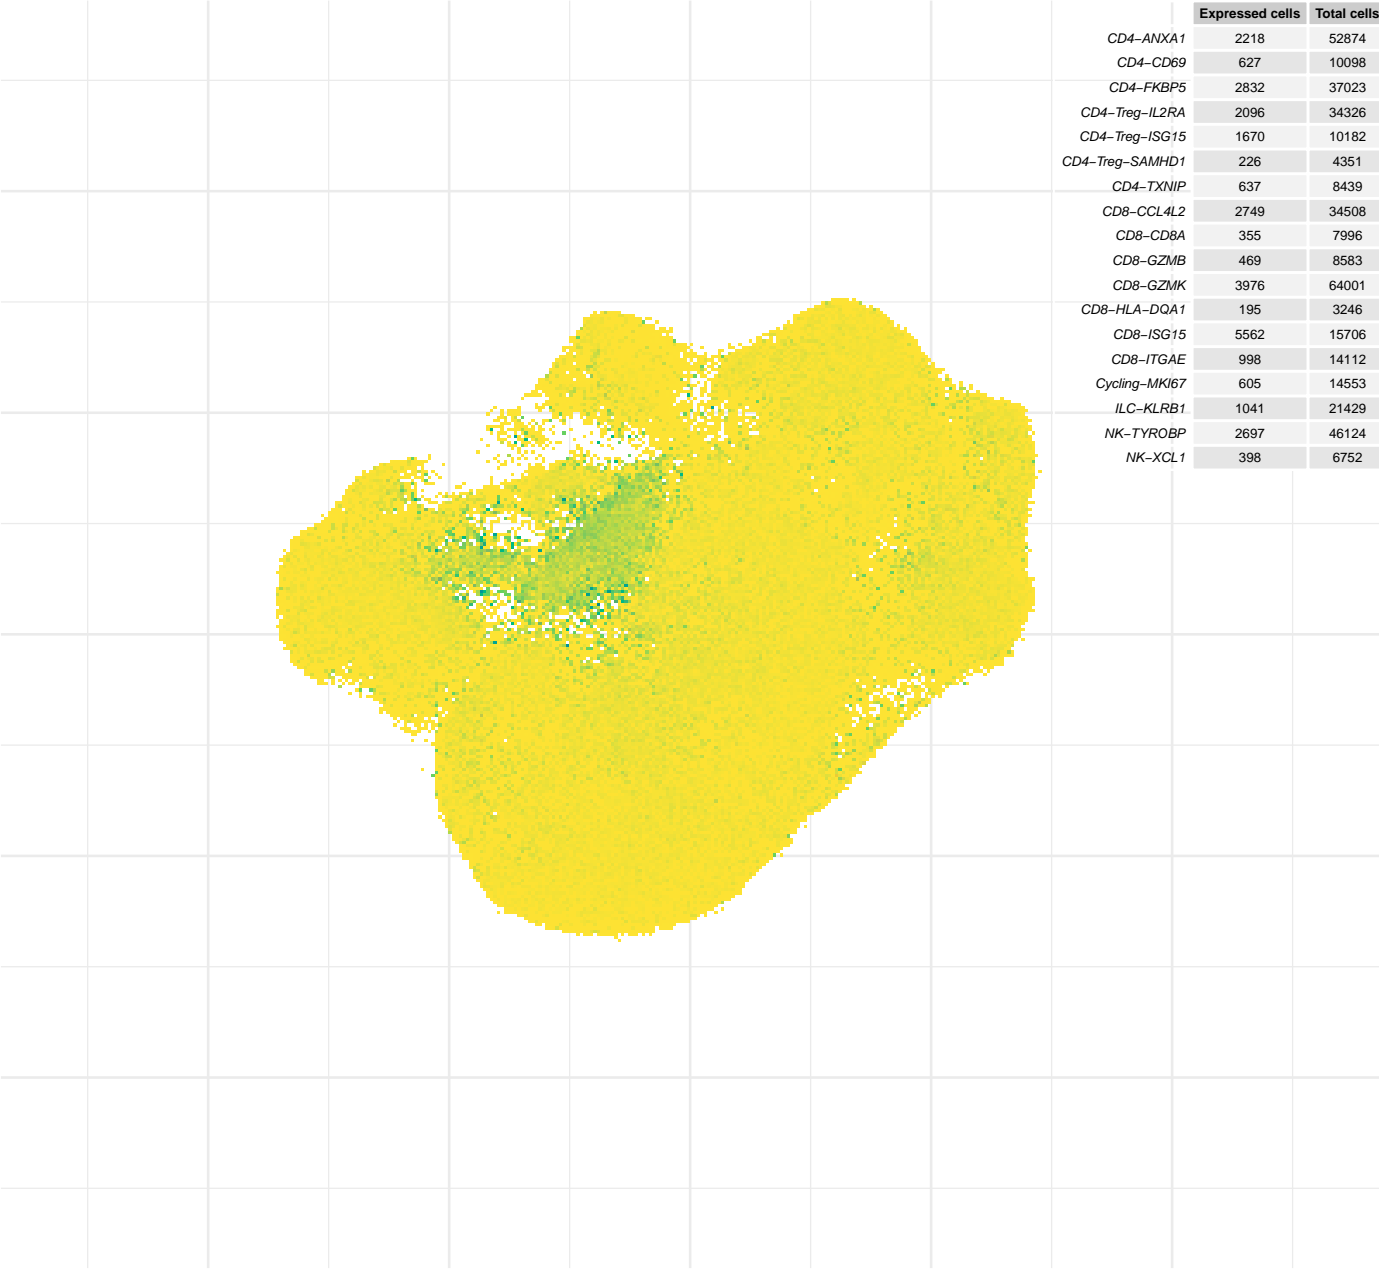 Expressed cells Total cells
CD4−ANXA1 2218 52874
CD4−CD69 627 10098
CD4−FKBP5 2832 37023
CD4−Treg−IL2RA 2096 34326
CD4−Treg−ISG15 1670 10182
CD4−Treg−SAMHD1 226 4351
CD4−TXNIP 637 8439
CD8−CCL4L2 2749 34508
CD8−CD8A 355 7996
CD8−GZMB 469 8583
CD8−GZMK 3976 64001
CD8−HLA−DQA1 195 3246
CD8−ISG15 5562 15706
CD8−ITGAE 998 14112
Cycling−MKI67 605 14553
ILC−KLRB1 1041 21429
NK−TYROBP 2697 46124
NK−XCL1 398 6752